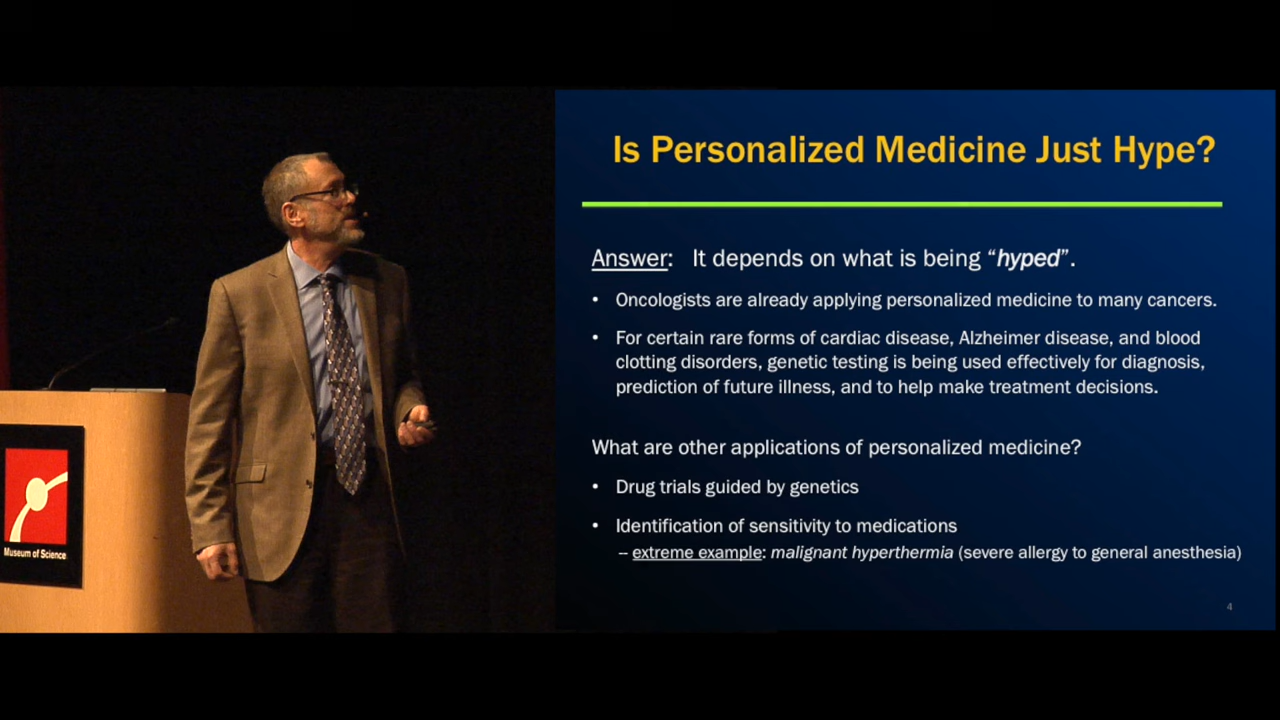 Is Personalized Medicine Just Hype?
Answer: It depends on what is being “hyped”.
• Oncologists are already applying personalized medicine to many cancers.
• For certain rare forms of cardiac disease, Alzheimer disease, and blood
clotting disorders, genetic testing is being used effectively for diagnosis,
prediction of future illness, and to help make treatment decisions.
What are other applications of personalized medicine?
• Drug trials guided by genetics
• Identification of sensitivity to medications
– extreme example: malignant hyperthermia (severe allergy to general anesthesia)
4
Museum of Science